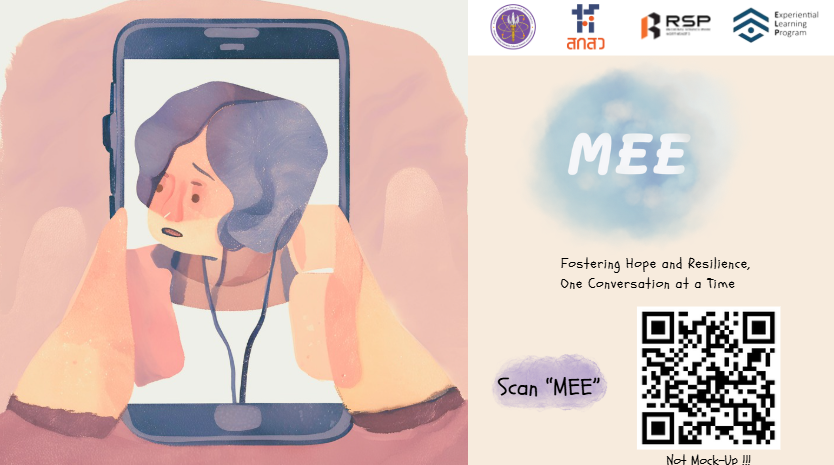 สกสว
RSP
Experiential
Learning
Program
MEE
Fostering Hope and Resilience,
One Conversation at a Time
Scan "MEE"
Not Mock-Up !!!